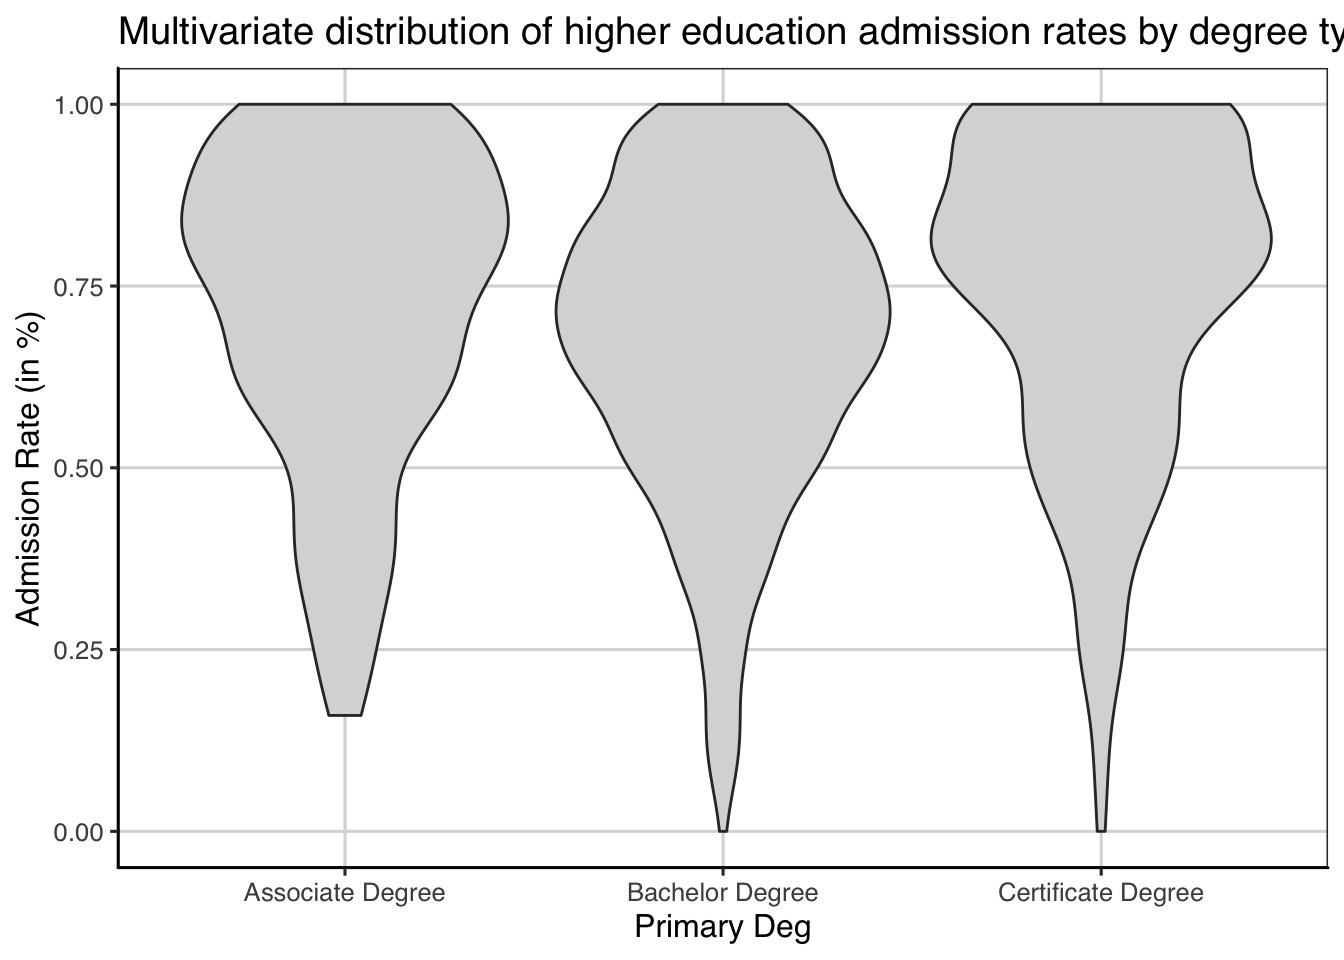 Multivariate distribution of higher education admission rates by degree ty
1.00
0.75
0.50
0.25
0.00
Admission Rate (in %)
Associate Degree Bachelor Degree Certificate Degree
Primary Deg